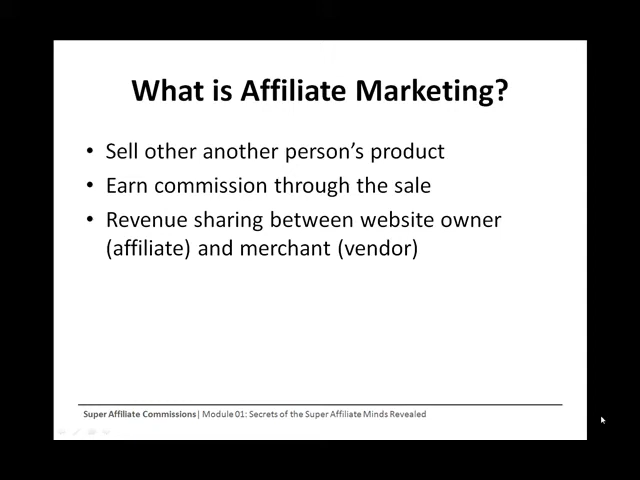 What is Affiliate Marketing?
• Sell other another person's product
• Earn commission through the sale
• Revenue sharing between website owner
(affiliate) and merchant (vendor)
Super Affiliate Commissions| Module 01: Secrets of the Super Affiliate Minds Revealed